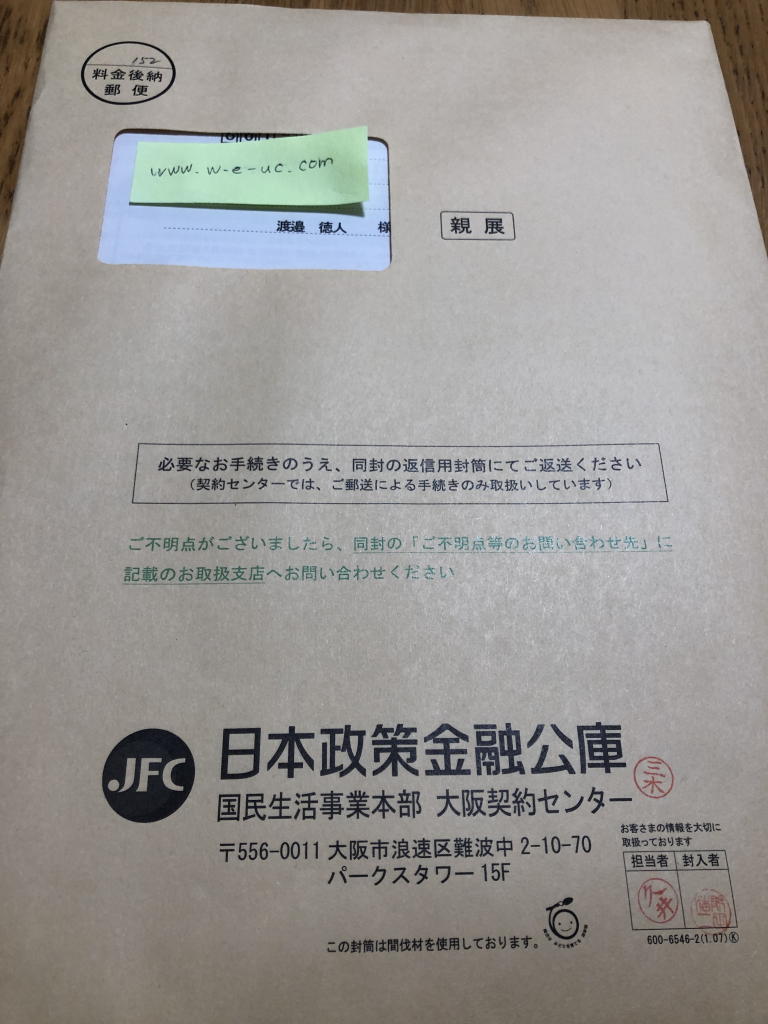 152
料金後納
郵便
www.w-e-uc.com
渡邉 徳人 様
親展
必要なお手続きのうえ、同封の返信用封筒にてご返送ください
(契約センターでは、ご郵送による手続きのみ取扱いしています)
ご不明点がございましたら、同封の「ご不明点等のお問い合わせ先」に
記載のお取扱支店へお問い合わせください
JFC 日本政策金融公庫
三木
国民生活事業本部 大阪契約センター
〒556-0011 大阪市浪速区難波中 2-10-70
パークスタワー 15F
お客さまの情報を大切に
取扱っております
担当者 封入者
この封筒は間伐材を使用しております。
600-6546-2(1.07)Ⓚ